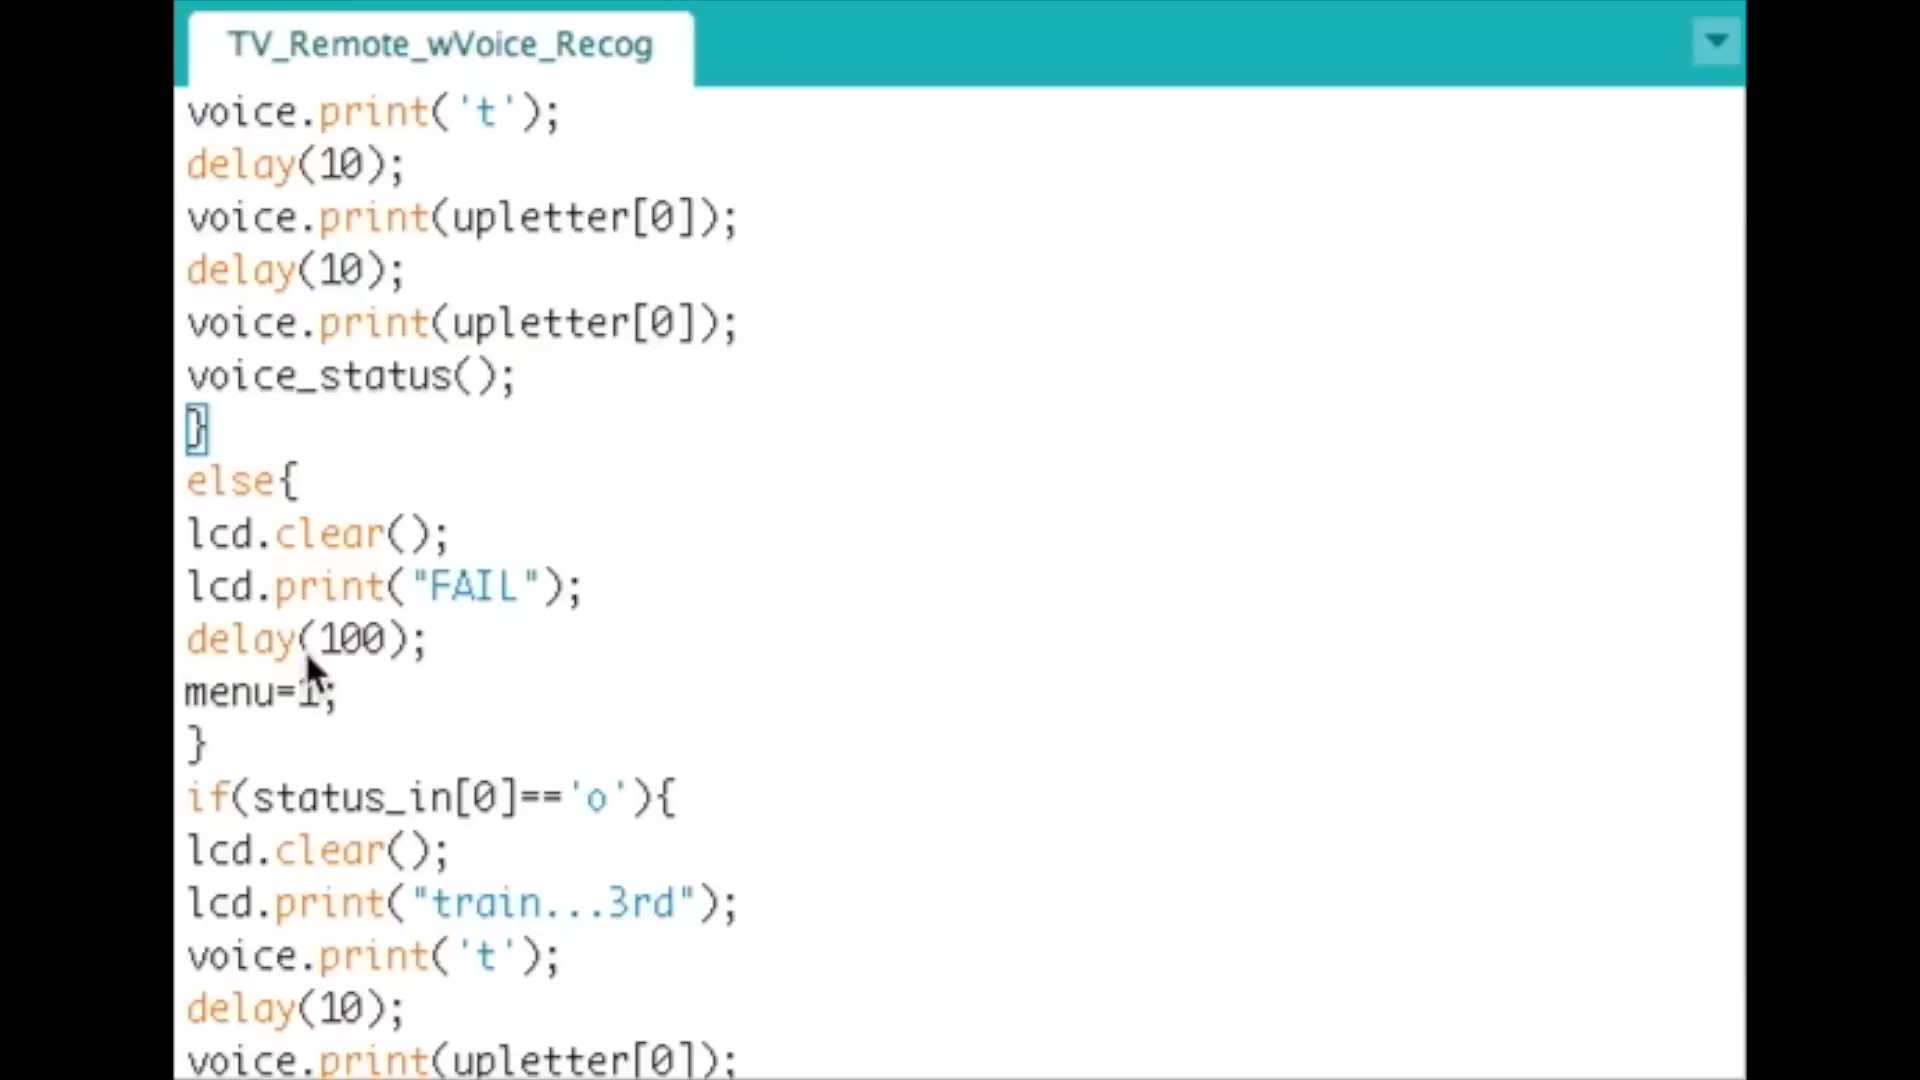 TV_Remote_wVoice_Recog
voice.print('t');
delay(10);
voice.print(upletter[0]);
delay(10);
voice.print(upletter[0]);
voice_status();
}
else{
lcd.clear();
lcd.print("FAIL");
delay(100);
menu=1;
}
if(status_in[0]=='o'){
lcd.clear();
lcd.print("train...3rd");
voice.print('t');
delay(10);
voice.print(upletter[0]);